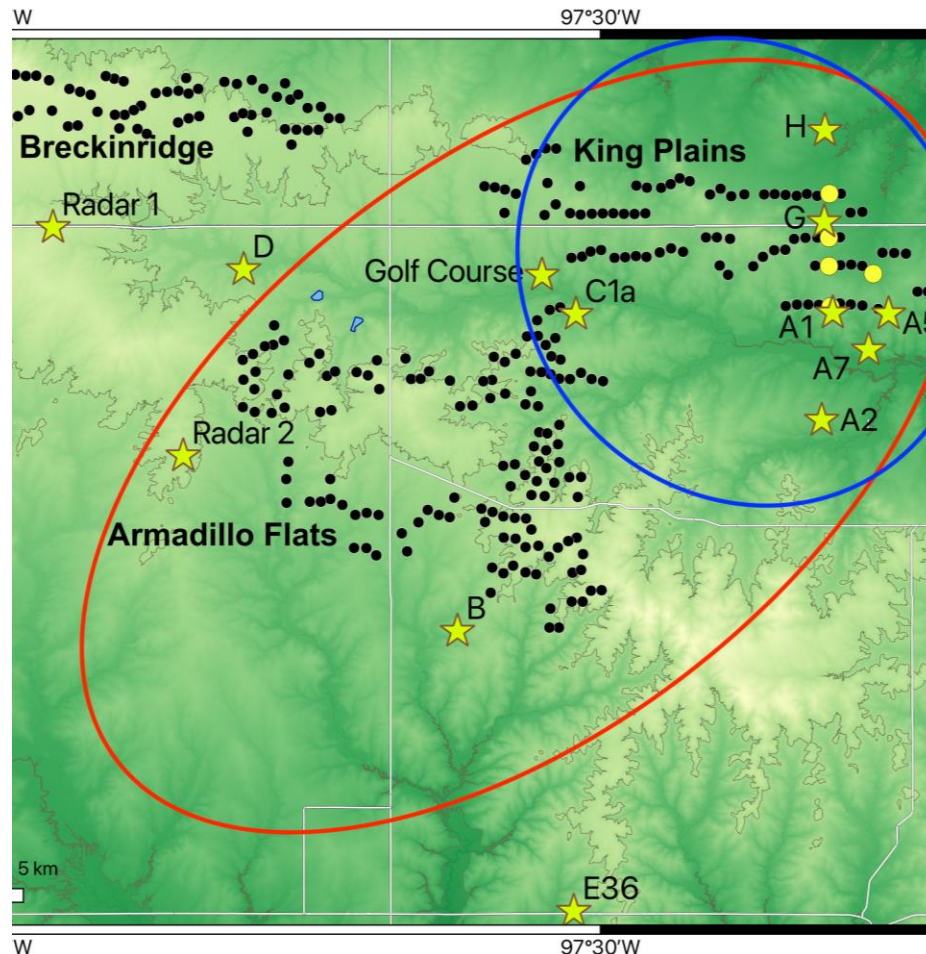 W 97°30'W
Breckinridge
King Plains
H
Radar 1
G
D
Golf Course
C1a
A1
A5
A7
A2
Radar 2
Armadillo Flats
B
5 km
E36
W 97°30'W